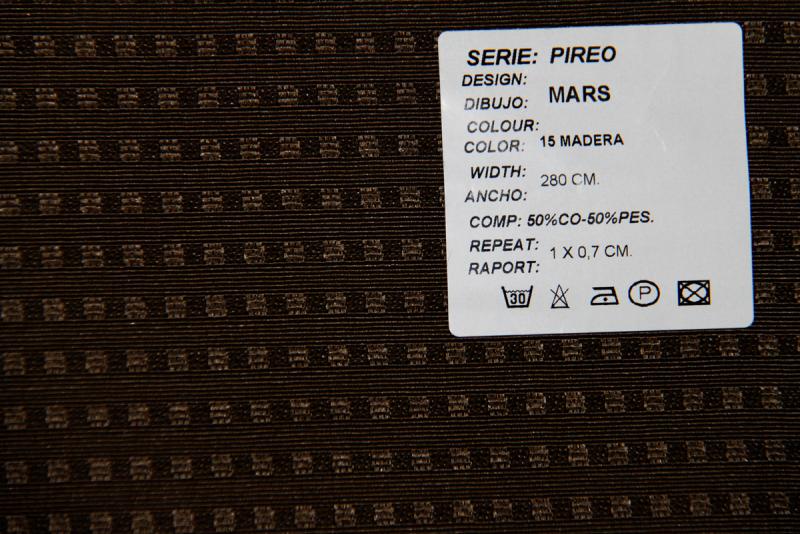 SERIE: PIREO
DESIGN:
DIBUJO: MARS
COLOUR:
COLOR: 15 MADERA
WIDTH:
ANCHO: 280 CM.
COMP: 50%CO-50%PES.
REPEAT:
RAPORT: 1 X 0,7 CM.
30 P